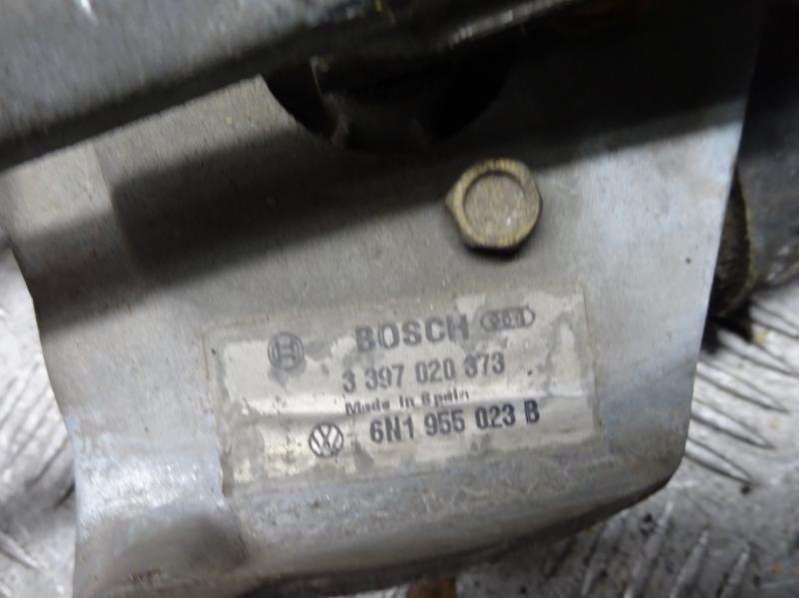 BOSCH
3 397 020 373
Made in Spain
6N1 955 023 B